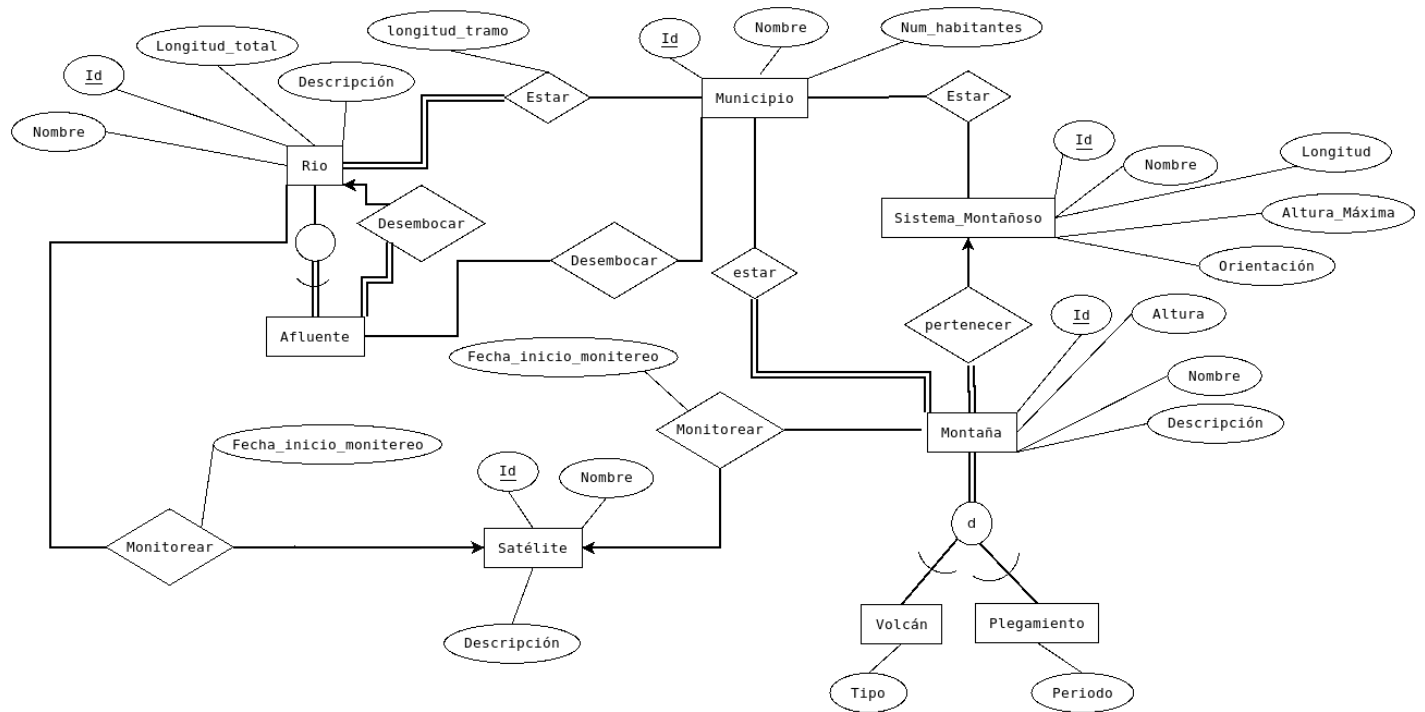 longitud_tramo
Id
Nombre
Num_habitantes
Longitud_total
Id
Descripción
Nombre
Estar
Municipio
Estar
Rio
Id
Nombre
Longitud
Sistema_Montañoso
Altura_Máxima
Orientación
Desembocar
Desembocar
estar
Afluente
pertenecer
Id
Altura
Fecha_inicio_monitereo
Nombre
Descripción
Monitorear
Montaña
Fecha_inicio_monitereo
Id
Nombre
Monitorear
Satélite
d
Descripción
Volcán
Plegamiento
Tipo
Periodo